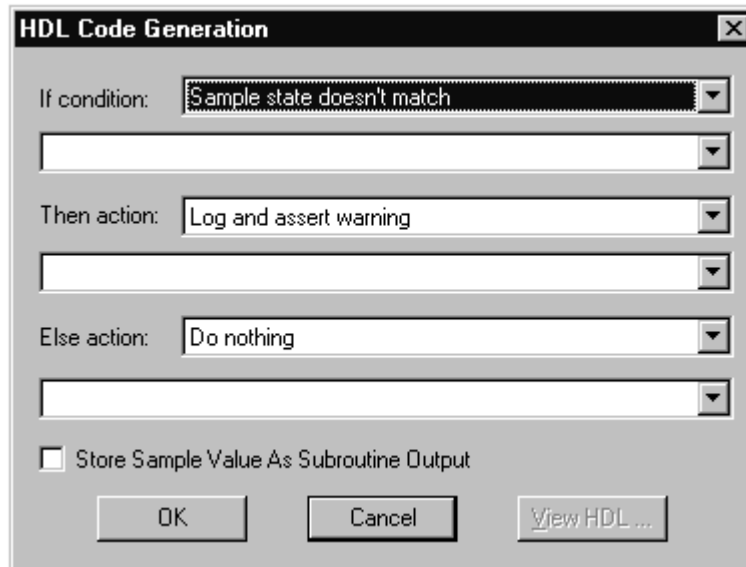 HDL Code Generation
If condition: Sample state doesn't match
Then action: Log and assert warning
Else action: Do nothing
Store Sample Value As Subroutine Output
OK Cancel View HDL ...